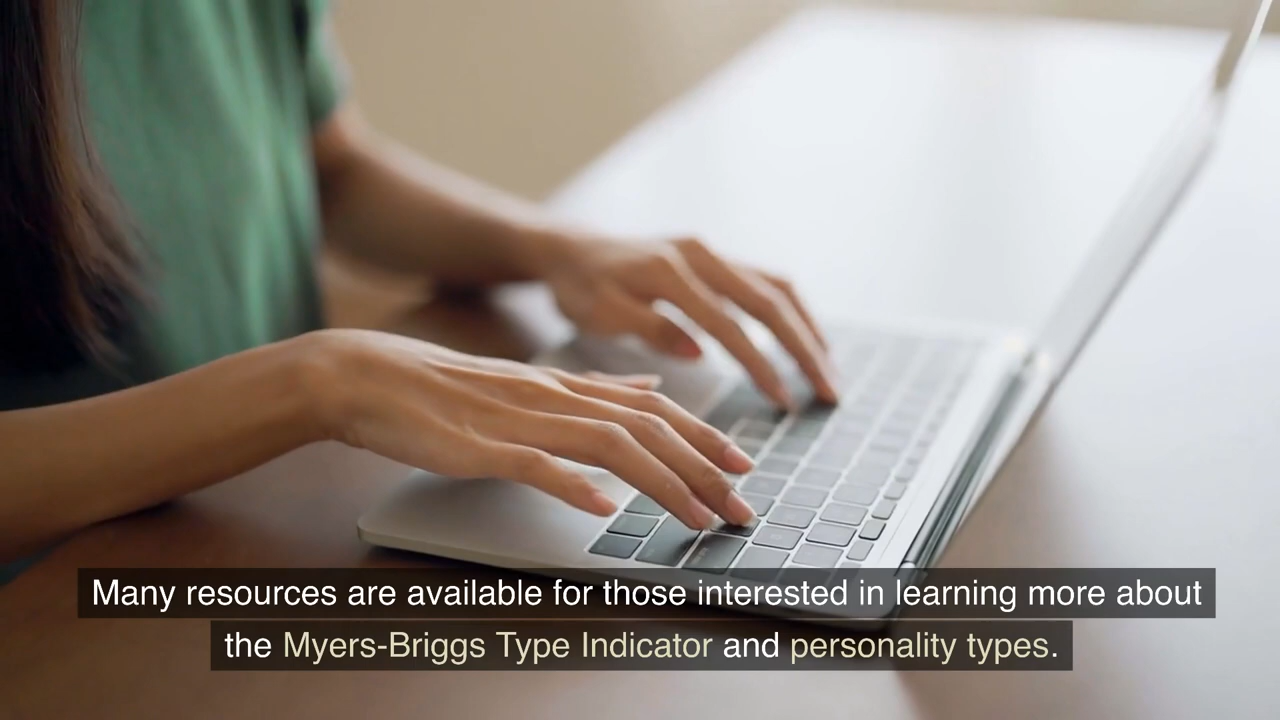 Many resources are available for those interested in learning more about
the Myers-Briggs Type Indicator and personality types.